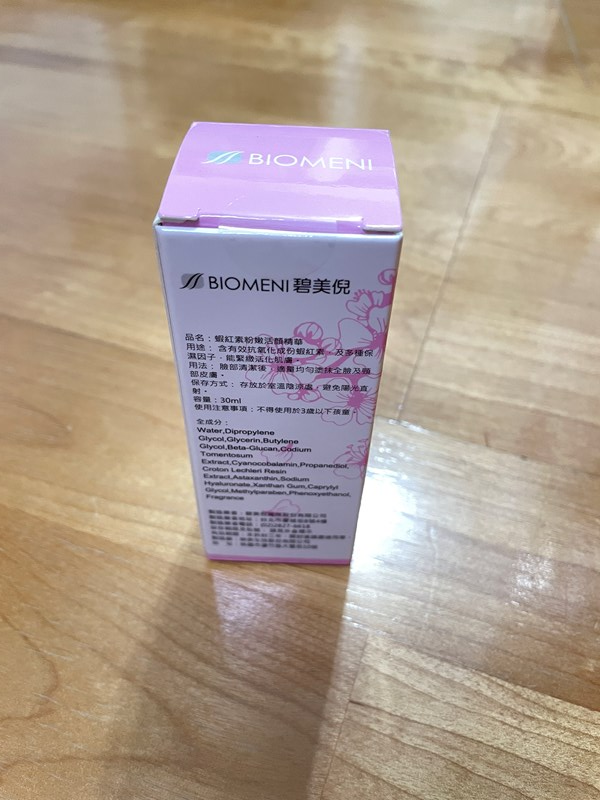 BIOMENI
BIOMENI 碧美倪
品名：蝦紅素粉嫩活顏精華
用途： 含有效抗氧化成份蝦紅素，及多種保
濕因子，能緊緻活化肌膚。
用法： 臉部清潔後，適量均勻塗抹全臉及頸
部皮膚。
保存方式： 存放於室溫陰涼處，避免陽光直
射。
容量：30ml
使用注意事項：不得使用於3歲以下孩童。
全成分：
Water,Dipropylene
Glycol,Glycerin,Butylene
Glycol,Beta-Glucan,Codium
Tomentosum
Extract,Cyanocobalamin,Propanediol,
Croton Lechleri Resin
Extract,Astaxanthin,Sodium
Hyaluronate,Xanthan Gum,Caprylyl
Glycol,Methylparaben,Phenoxyethanol,
Fragrance